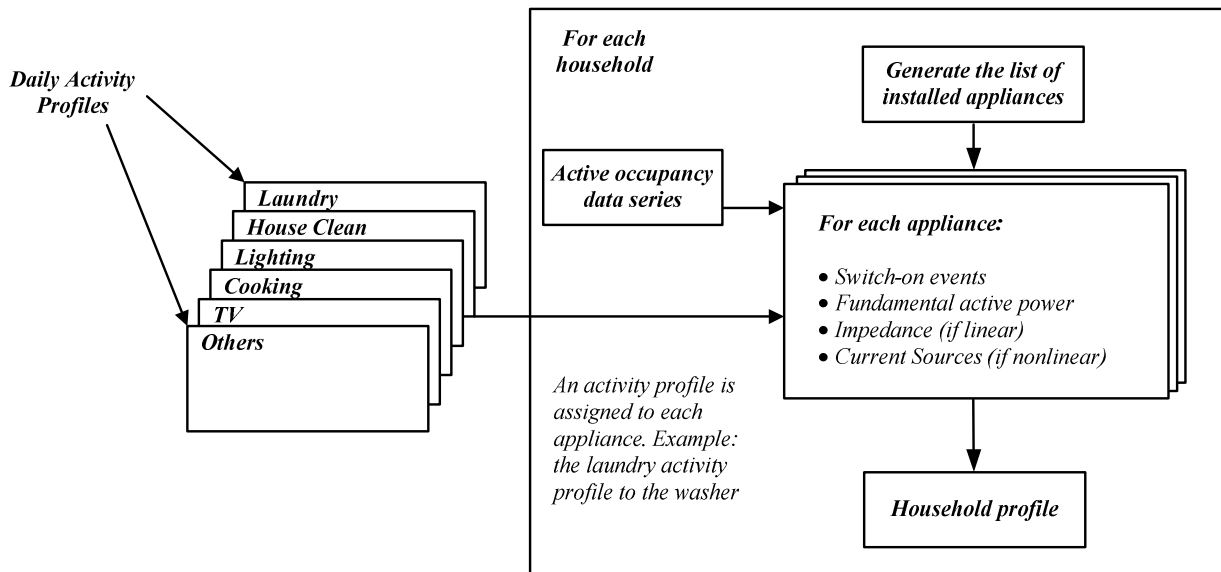 Daily Activity
Profiles
Laundry
House Clean
Lighting
Cooking
TV
Others
For each
household
Generate the list of
installed appliances
Active occupancy
data series
For each appliance:
• Switch-on events
• Fundamental active power
• Impedance (if linear)
• Current Sources (if nonlinear)
An activity profile is
assigned to each
appliance. Example:
the laundry activity
profile to the washer
Household profile